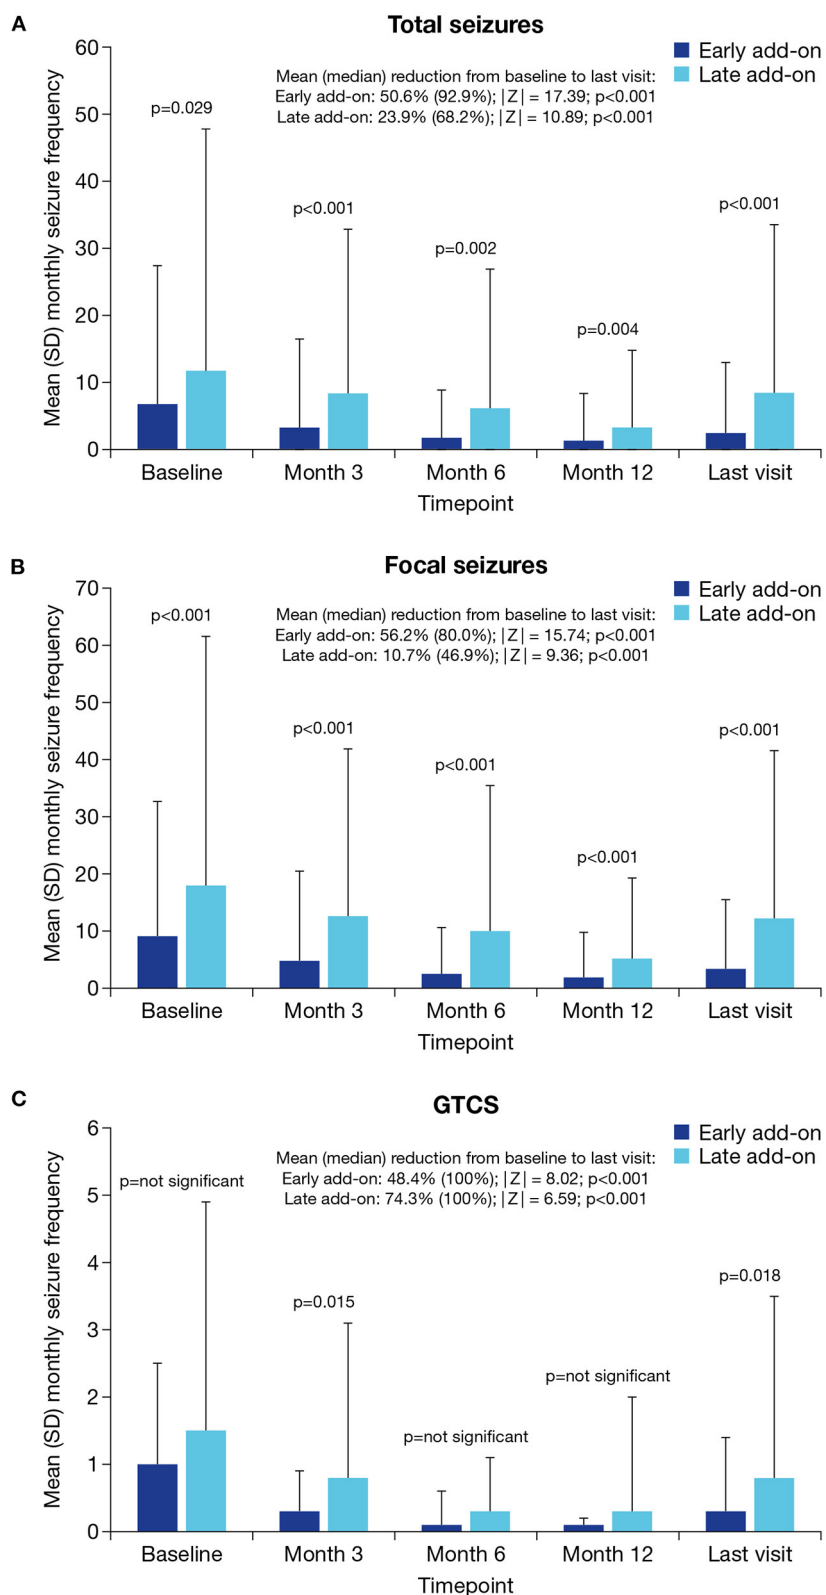 A
Total seizures
Early add-on
Late add-on
Mean (median) reduction from baseline to last visit:
Early add-on: 50.6% (92.9%); |Z| = 17.39; p<0.001
Late add-on: 23.9% (68.2%); |Z| = 10.89; p<0.001
Mean (SD) monthly seizure frequency
60
50
40
30
20
10
0
p=0.029
p<0.001
p=0.002
p=0.004
p<0.001
Baseline
Month 3
Month 6
Month 12
Last visit
Timepoint
B
Focal seizures
Early add-on
Late add-on
Mean (median) reduction from baseline to last visit:
Early add-on: 56.2% (80.0%); |Z| = 15.74; p<0.001
Late add-on: 10.7% (46.9%); |Z| = 9.36; p<0.001
Mean (SD) monthly seizure frequency
70
60
50
40
30
20
10
0
p<0.001
p<0.001
p<0.001
p<0.001
p<0.001
Baseline
Month 3
Month 6
Month 12
Last visit
Timepoint
C
GTCS
Early add-on
Late add-on
Mean (median) reduction from baseline to last visit:
Early add-on: 48.4% (100%); |Z| = 8.02; p<0.001
Late add-on: 74.3% (100%); |Z| = 6.59; p<0.001
Mean (SD) monthly seizure frequency
6
5
4
3
2
1
0
p=not significant
p=0.015
p=not significant
p=not significant
p=0.018
Baseline
Month 3
Month 6
Month 12
Last visit
Timepoint